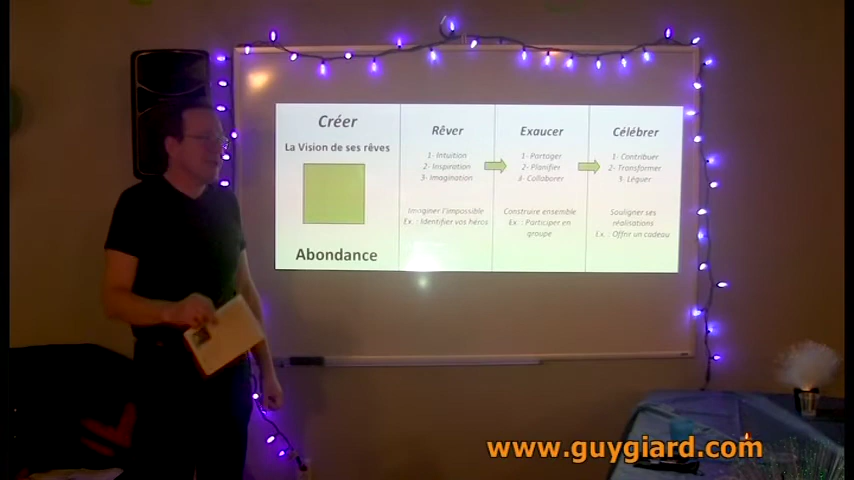 Créer
La Vision de ses rêves
Abondance
Rêver
1- Intuition
2- Inspiration
3- Imagination
Imaginer l'impossible
Ex. : Identifier vos héros
Exaucer
1- Partager
2- Planifier
3- Collaborer
Construire ensemble
Ex. : Participer en
groupe
Célébrer
1- Contribuer
2- Transformer
3- Léguer
Souligner ses
réalisations
Ex. : Offrir un cadeau
www.guygiard.com